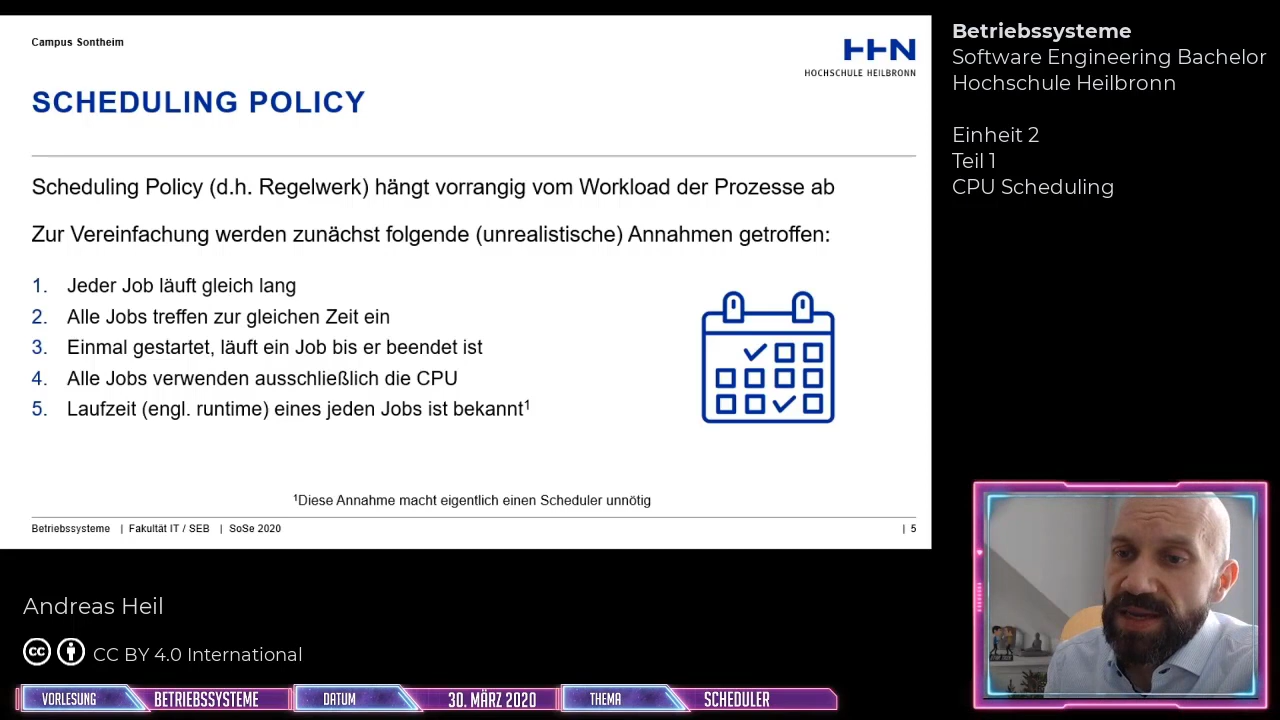 Campus Sontheim
HHN
HOCHSCHULE HEILBRONN
SCHEDULING POLICY
Scheduling Policy (d.h. Regelwerk) hängt vorrangig vom Workload der Prozesse ab
Zur Vereinfachung werden zunächst folgende (unrealistische) Annahmen getroffen:
1. Jeder Job läuft gleich lang
2. Alle Jobs treffen zur gleichen Zeit ein
3. Einmal gestartet, läuft ein Job bis er beendet ist
4. Alle Jobs verwenden ausschließlich die CPU
5. Laufzeit (engl. runtime) eines jeden Jobs ist bekannt¹
¹Diese Annahme macht eigentlich einen Scheduler unnötig
Betriebssysteme | Fakultät IT / SEB | SoSe 2020 | 5
Betriebssysteme
Software Engineering Bachelor
Hochschule Heilbronn
Einheit 2
Teil 1
CPU Scheduling
Andreas Heil
cc CC BY 4.0 International
VORLESUNG BETRIEBSSYSTEME DATUM 30. MÄRZ 2020 THEMA SCHEDULER